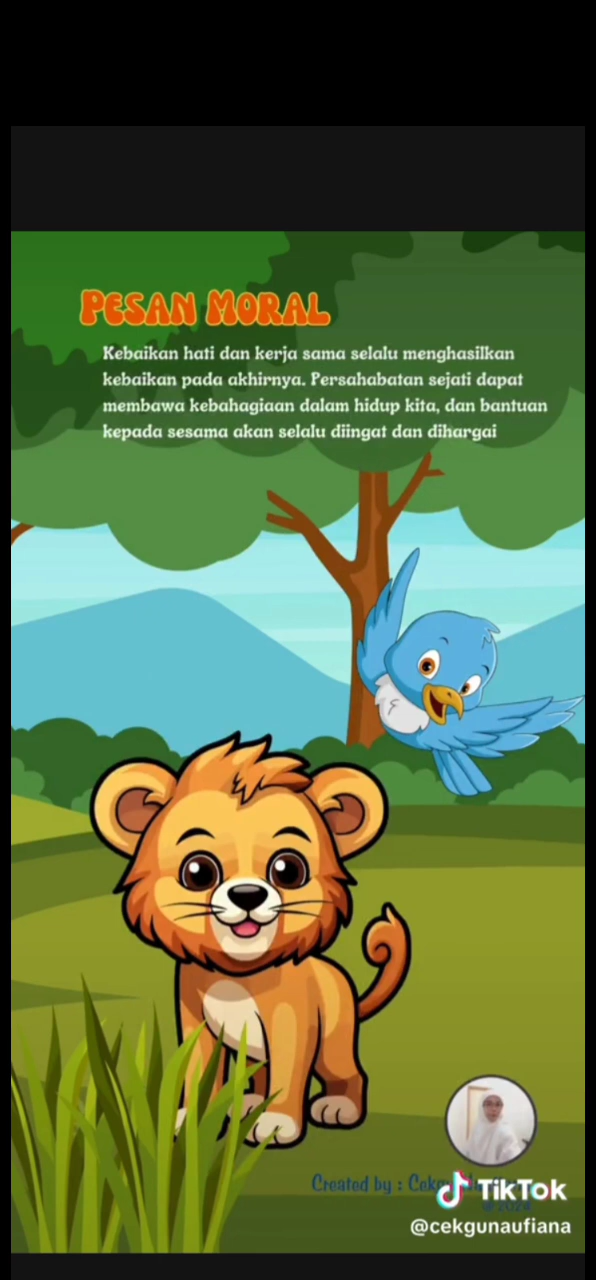 PESAN MORAL
Kebaikan hati dan kerja sama selalu menghasilkan
kebaikan pada akhirnya. Persahabatan sejati dapat
membawa kebahagiaan dalam hidup kita, dan bantuan
kepada sesama akan selalu diingat dan dihargai
Created by :
TikTok
@cekgunaufiana